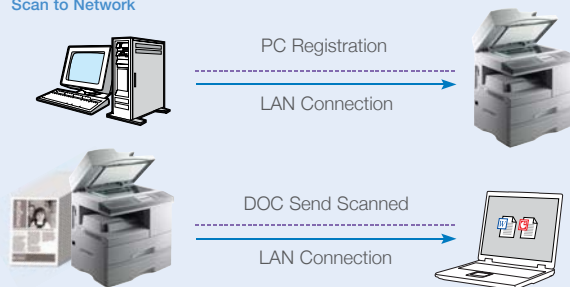 Scan to Network
PC Registration
LAN Connection
DOC Send Scanned
LAN Connection